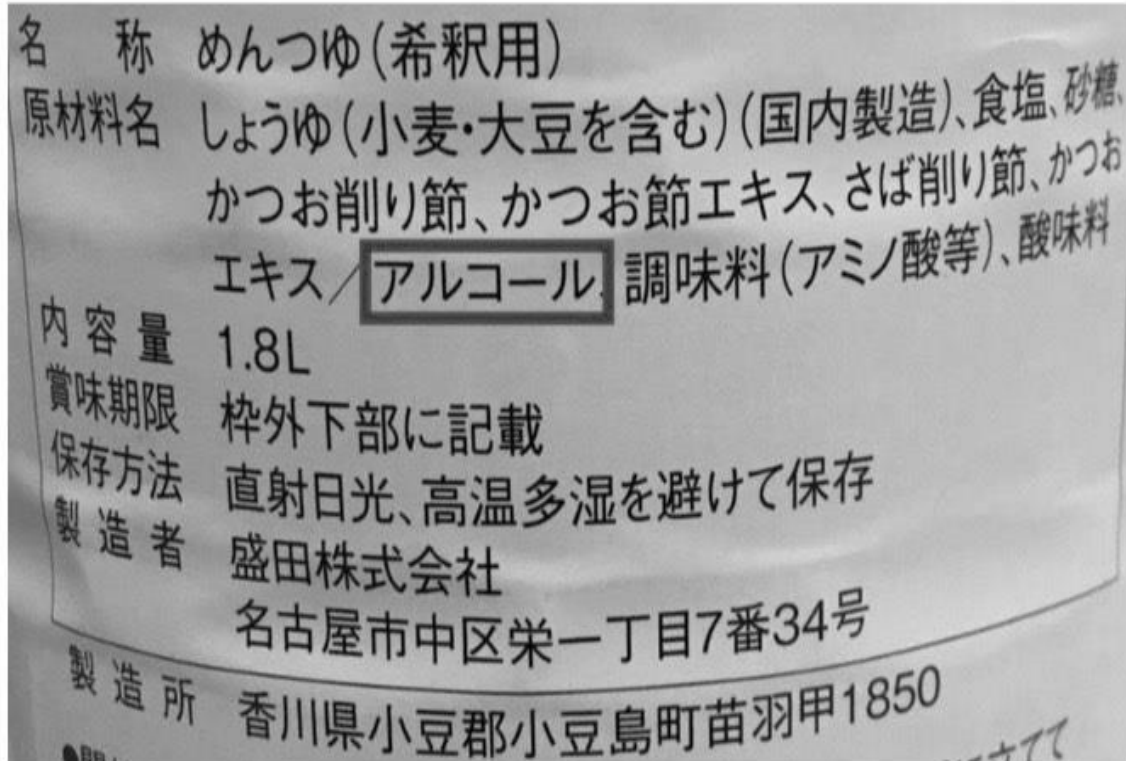 名称 めんつゆ(希釈用)
原材料名 しょうゆ(小麦・大豆を含む)(国内製造)、食塩、砂糖、
かつお削り節、かつお節エキス、さば削り節、かつお
エキス/アルコール、調味料(アミノ酸等)、酸味料
内容量 1.8L
賞味期限 枠外下部に記載
保存方法 直射日光、高温多湿を避けて保存
製造者 盛田株式会社
名古屋市中区栄一丁目7番34号
製造所 香川県小豆郡小豆島町苗羽甲1850